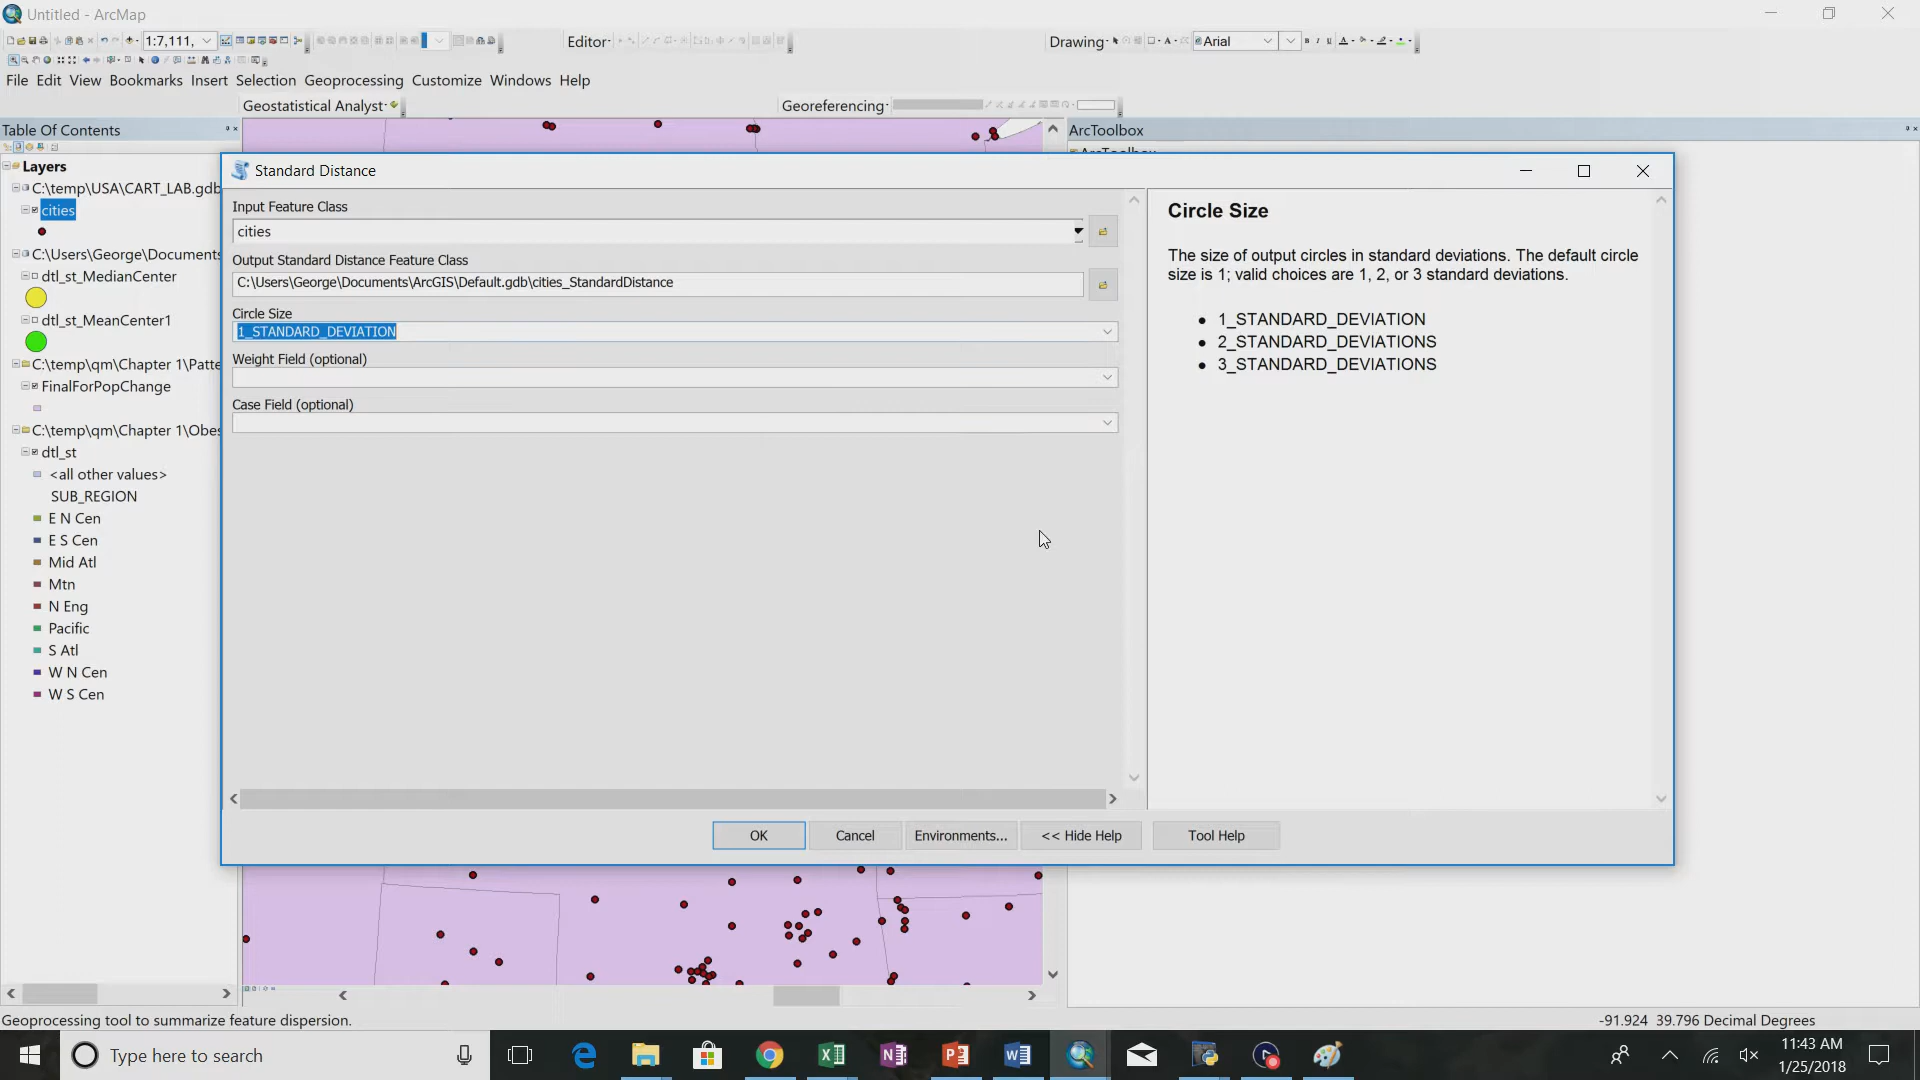 Untitled - ArcMap
1:7,111,
Editor
Drawing
Arial
File Edit View Bookmarks Insert Selection Geoprocessing Customize Windows Help
Geostatistical Analyst
Georeferencing
Table Of Contents
ArcToolbox
Layers
C:\temp\USA\CART_LAB.gdb
cities
C:\Users\George\Documents
dtl_st_MedianCenter
dtl_st_MeanCenter1
C:\temp\qm\Chapter 1\Patte
FinalForPopChange
C:\temp\qm\Chapter 1\Obes
dtl_st
<all other values>
SUB_REGION
E N Cen
E S Cen
Mid Atl
Mtn
N Eng
Pacific
S Atl
W N Cen
W S Cen
Standard Distance
Input Feature Class
cities
Output Standard Distance Feature Class
C:\Users\George\Documents\ArcGIS\Default.gdb\cities_StandardDistance
Circle Size
1_STANDARD_DEVIATION
Weight Field (optional)
Case Field (optional)
Circle Size
The size of output circles in standard deviations. The default circle
size is 1; valid choices are 1, 2, or 3 standard deviations.
1_STANDARD_DEVIATION
2_STANDARD_DEVIATIONS
3_STANDARD_DEVIATIONS
OK
Cancel
Environments...
<< Hide Help
Tool Help
Geoprocessing tool to summarize feature dispersion.
-91.924 39.796 Decimal Degrees
Type here to search
11:43 AM
1/25/2018